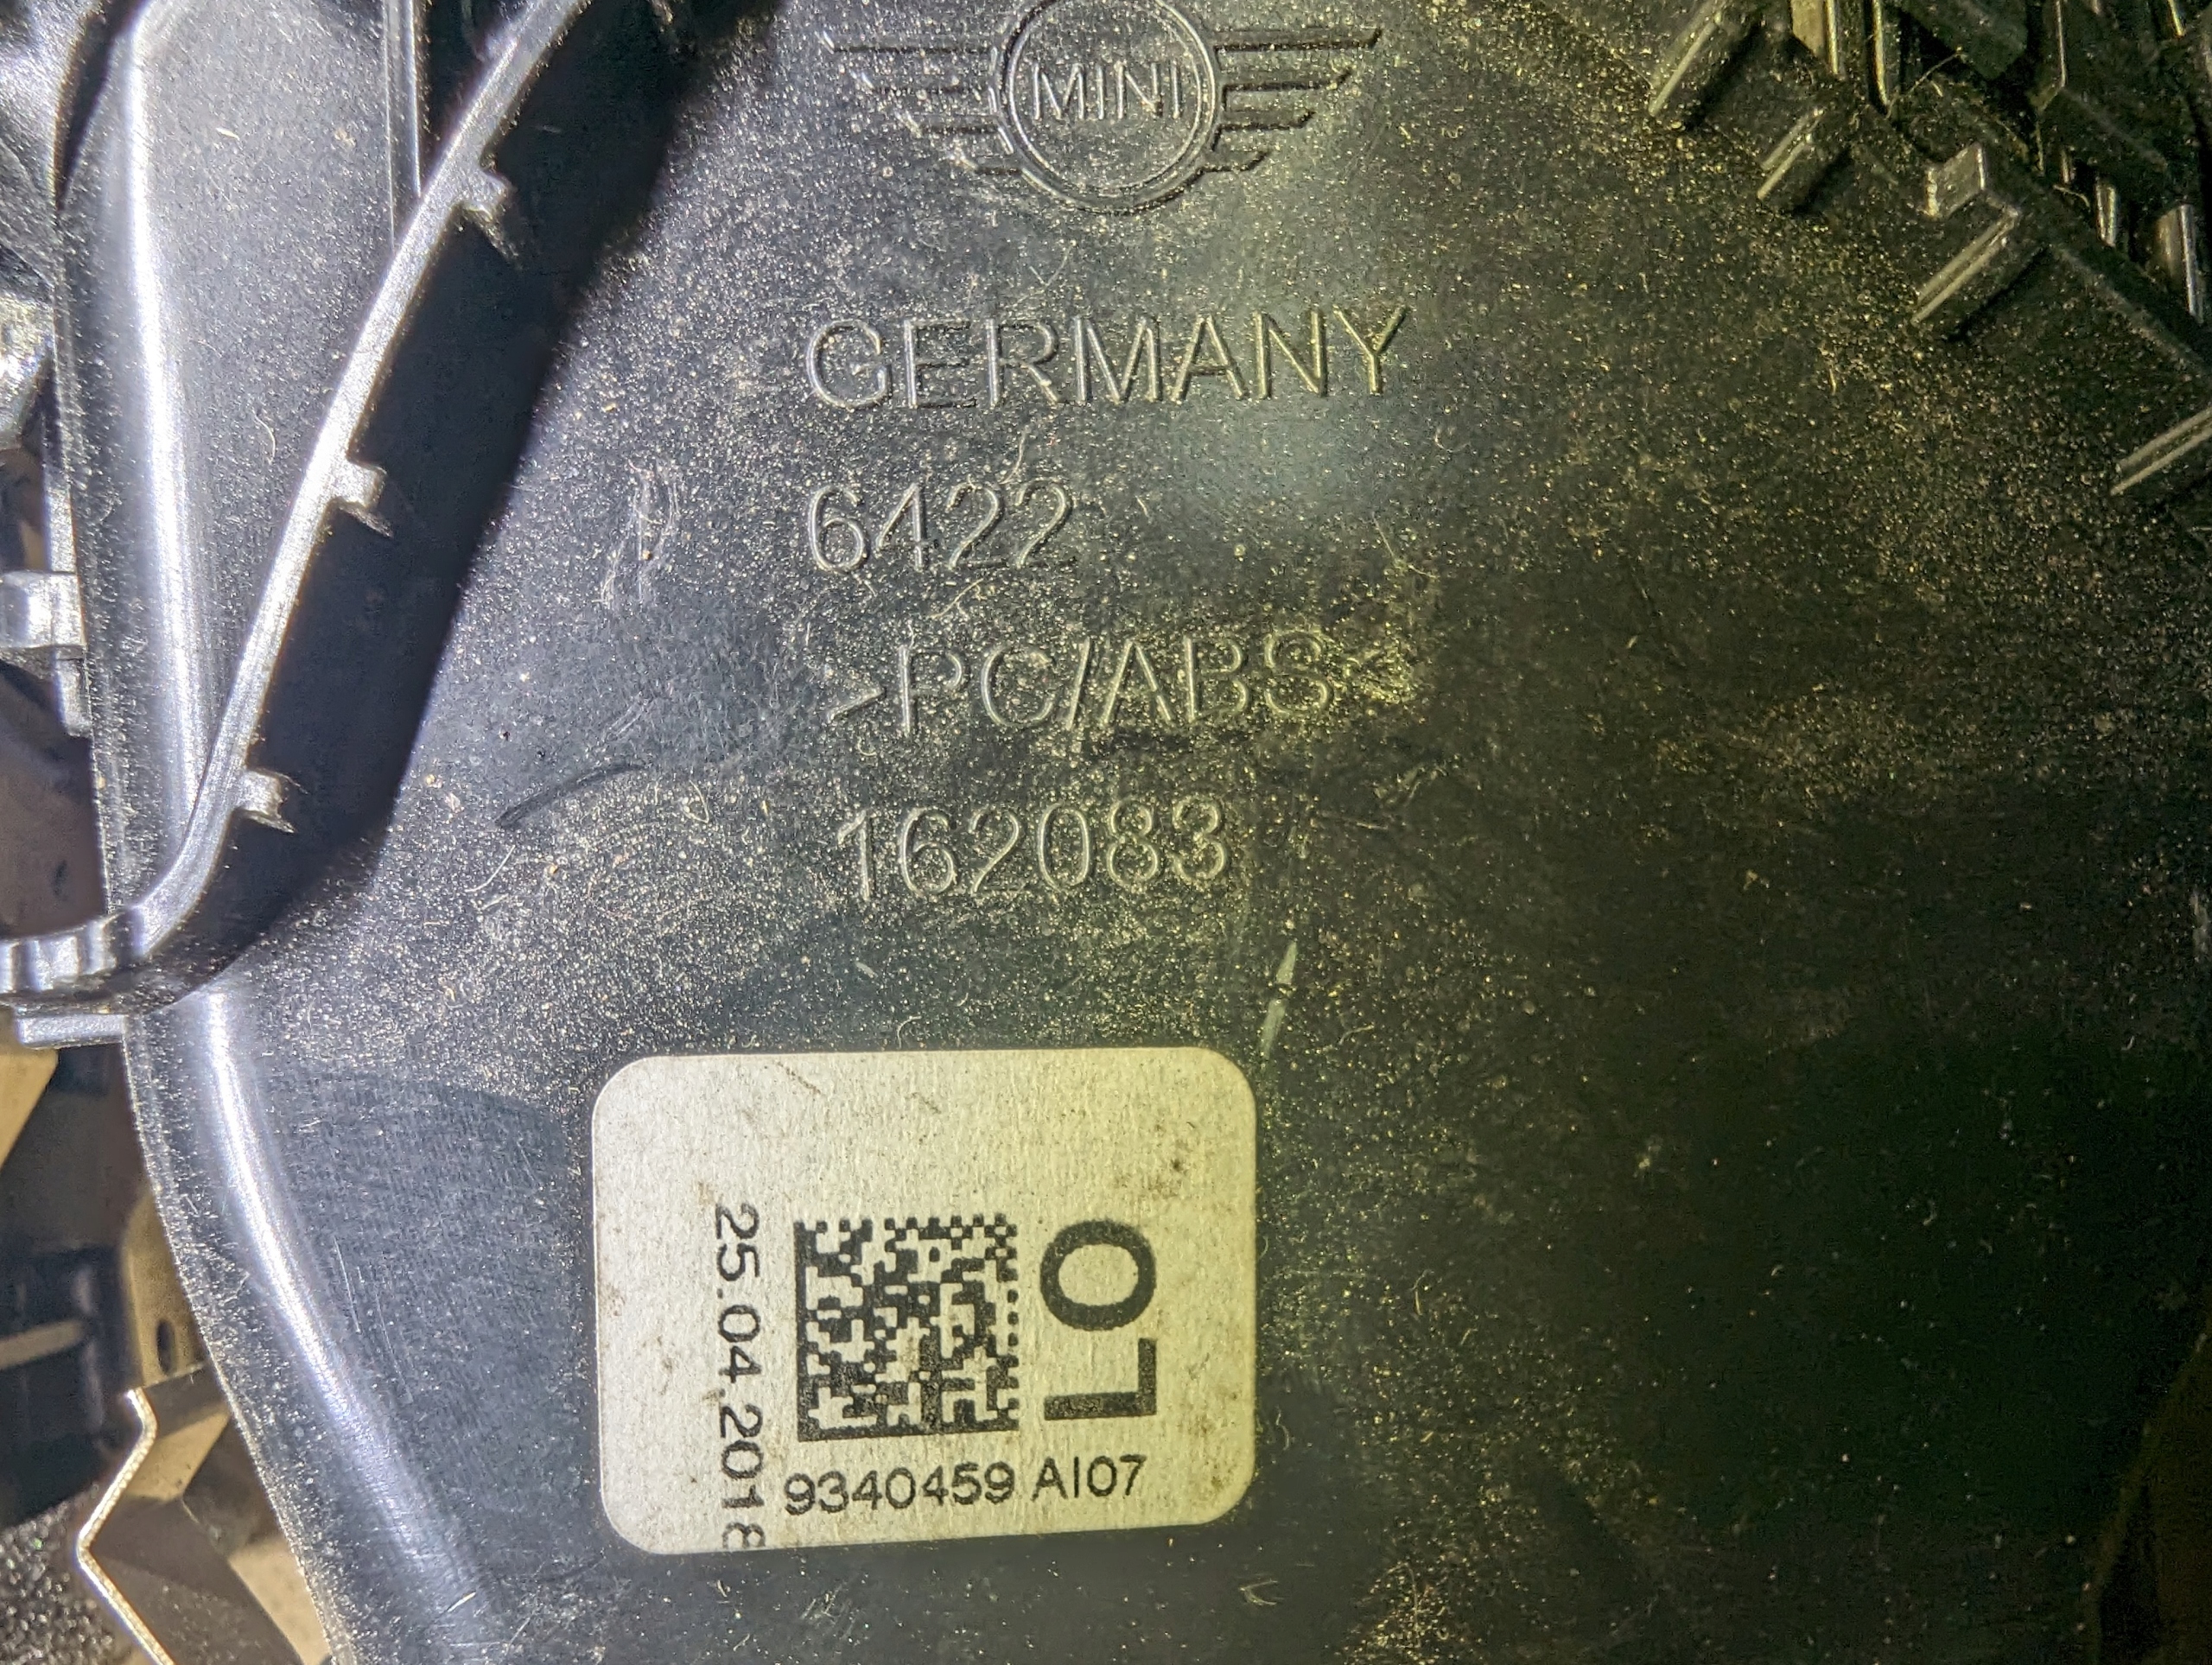 MINI
GERMANY
6422
>PC/ABS<
162083
LO
25.04.2018
9340459 AI07